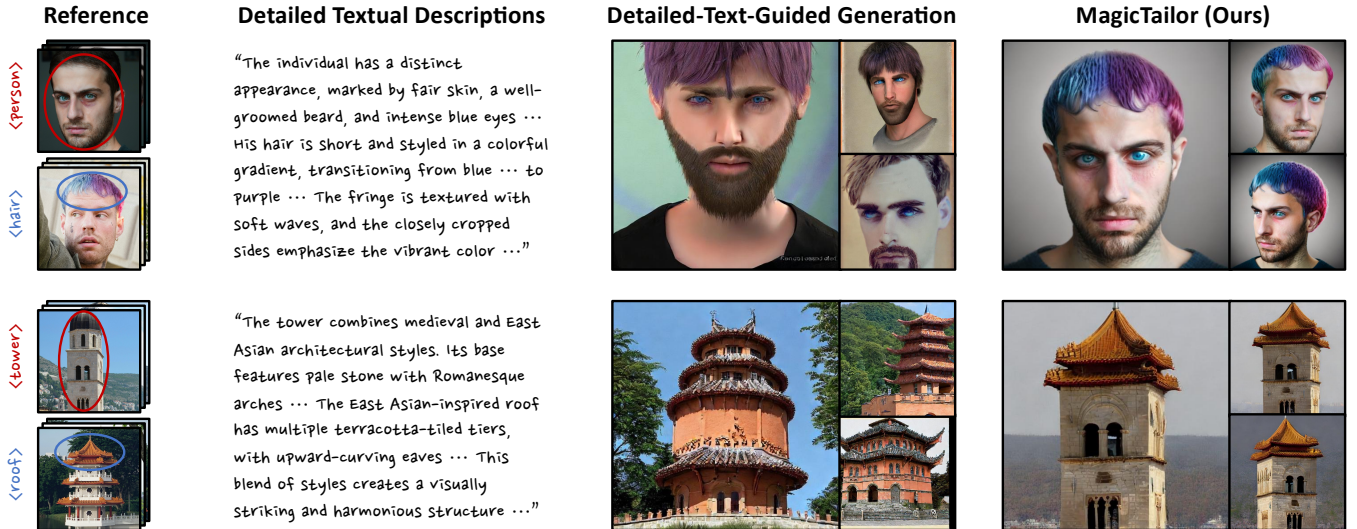 Reference
Detailed Textual Descriptions
Detailed-Text-Guided Generation
MagicTailor (Ours)
<person>
<hair>
“The individual has a distinct
appearance, marked by fair skin, a well-
groomed beard, and intense blue eyes ···
His hair is short and styled in a colorful
gradient, transitioning from blue ··· to
purple ··· The fringe is textured with
soft waves, and the closely cropped
sides emphasize the vibrant color ···”
<tower>
<roof>
“The tower combines medieval and East
Asian architectural styles. Its base
features pale stone with Romanesque
arches ··· The East Asian-inspired roof
has multiple terracotta-tiled tiers,
with upward-curving eaves ··· This
blend of styles creates a visually
striking and harmonious structure ···”